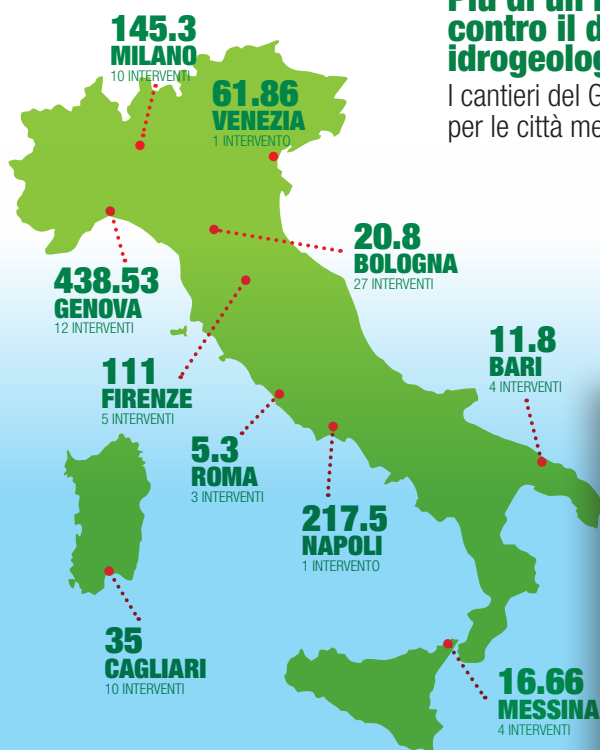 contro il
idrogeolog
I cantieri del G
per le città me
145.3
MILANO
10 INTERVENTI
61.86
VENEZIA
1 INTERVENTO
20.8
BOLOGNA
27 INTERVENTI
438.53
GENOVA
12 INTERVENTI
11.8
BARI
4 INTERVENTI
111
FIRENZE
5 INTERVENTI
5.3
ROMA
3 INTERVENTI
217.5
NAPOLI
1 INTERVENTO
35
CAGLIARI
10 INTERVENTI
16.66
MESSINA
4 INTERVENTI